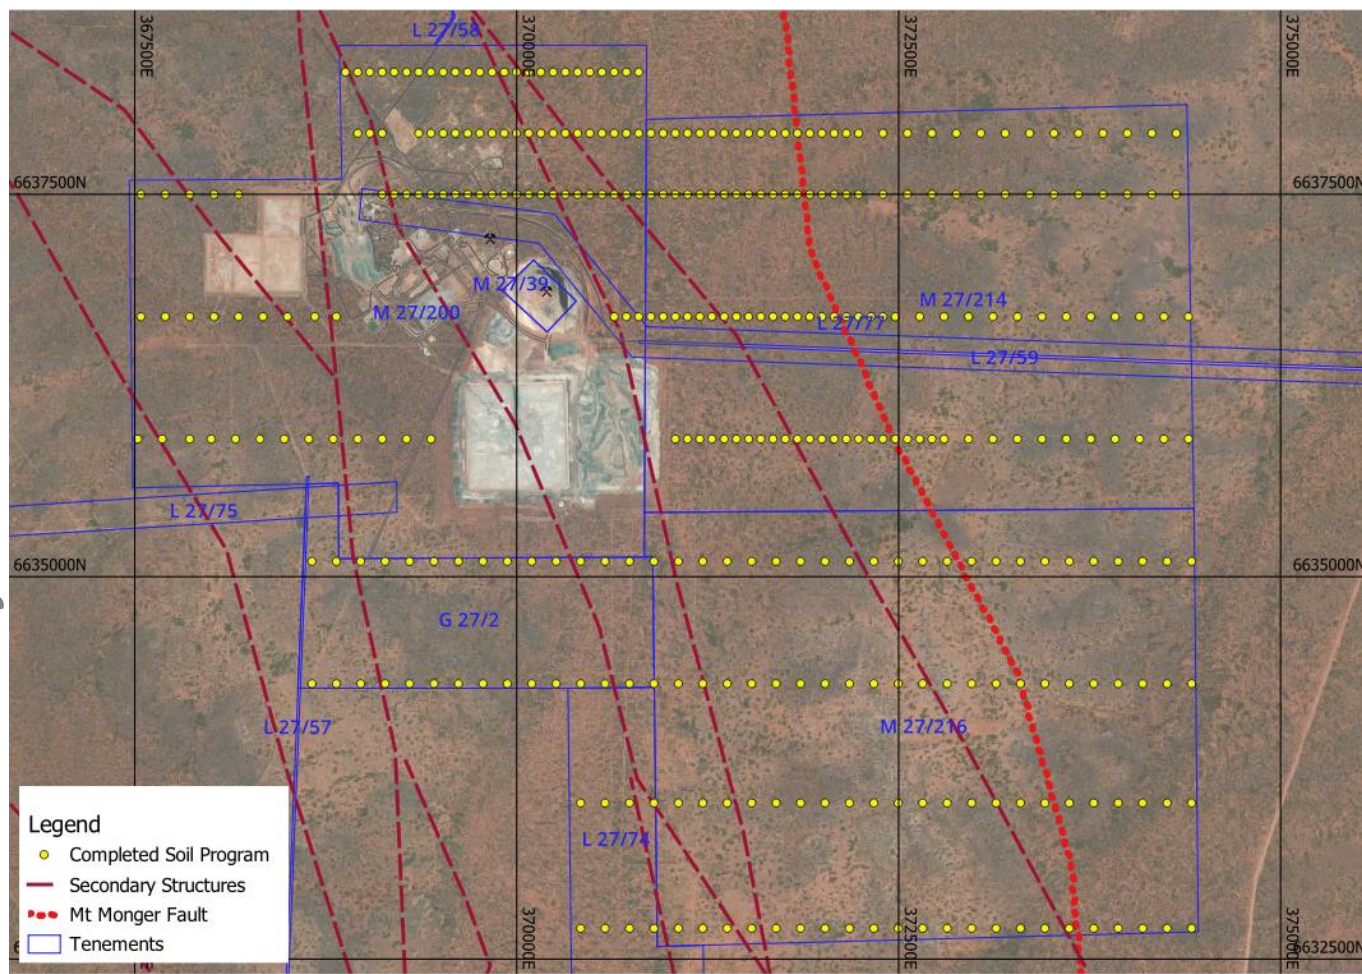 L 27/58
367500E
370000E
372500E
375000E
6637500N
6637500N
M 27/39
M 27/200
M 27/214
L 27/77
L 27/59
L 27/75
6635000N
6635000N
G 27/2
L 27/57
M 27/216
L 27/74
Legend
Completed Soil Program
Secondary Structures
Mt Monger Fault
Tenements
370000E
372500E
375000E
6632500N